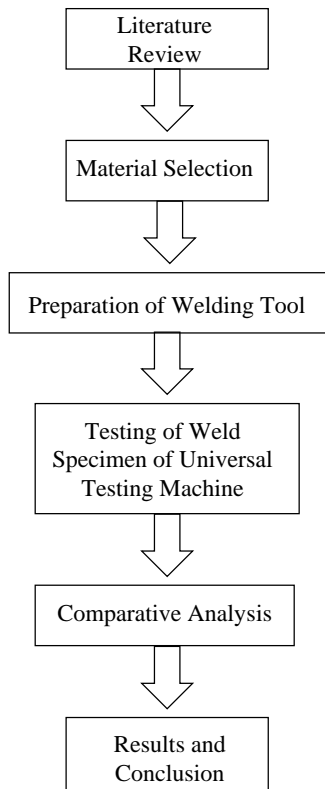 Literature
Review
Material Selection
Preparation of Welding Tool
Testing of Weld
Specimen of Universal
Testing Machine
Comparative Analysis
Results and
Conclusion